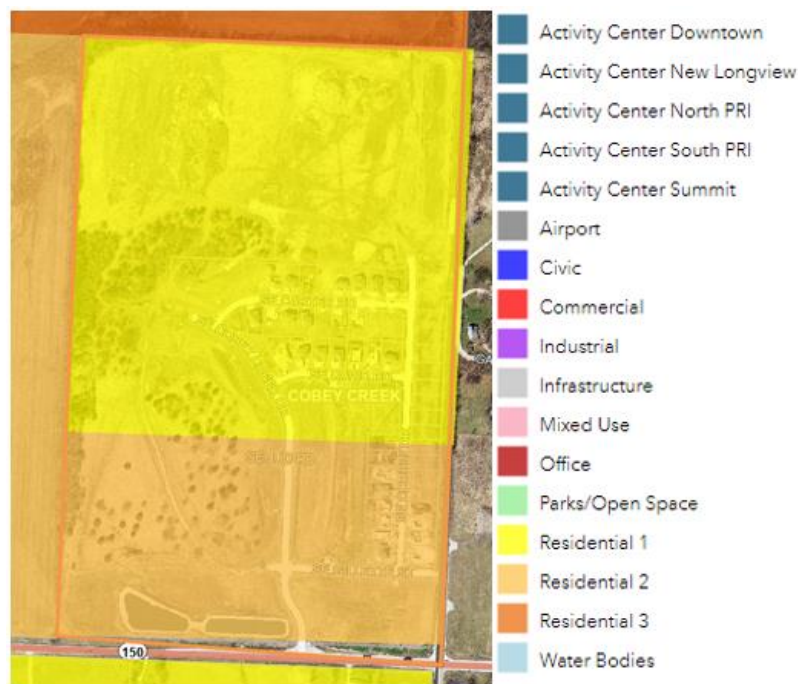 COBEY CREEK
150
Activity Center Downtown
Activity Center New Longview
Activity Center North PRI
Activity Center South PRI
Activity Center Summit
Airport
Civic
Commercial
Industrial
Infrastructure
Mixed Use
Office
Parks/Open Space
Residential 1
Residential 2
Residential 3
Water Bodies